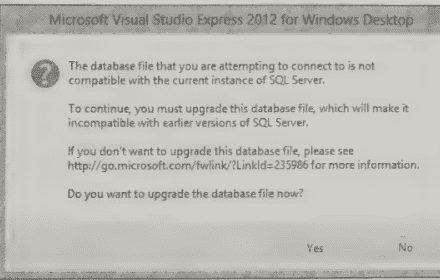 Microsoft Visual Studio Express 2012 for Windows Desktop
The database file that you are attempting to connect to is not
compatible with the current instance of SQL Server.
To continue, you must upgrade this database file, which will make it
incompatible with earlier versions of SQL Server.
If you don't want to upgrade this database file, please see
http://go.microsoft.com/fwlink/?LinkId=235986 for more information.
Do you want to upgrade the database file now?
Yes No